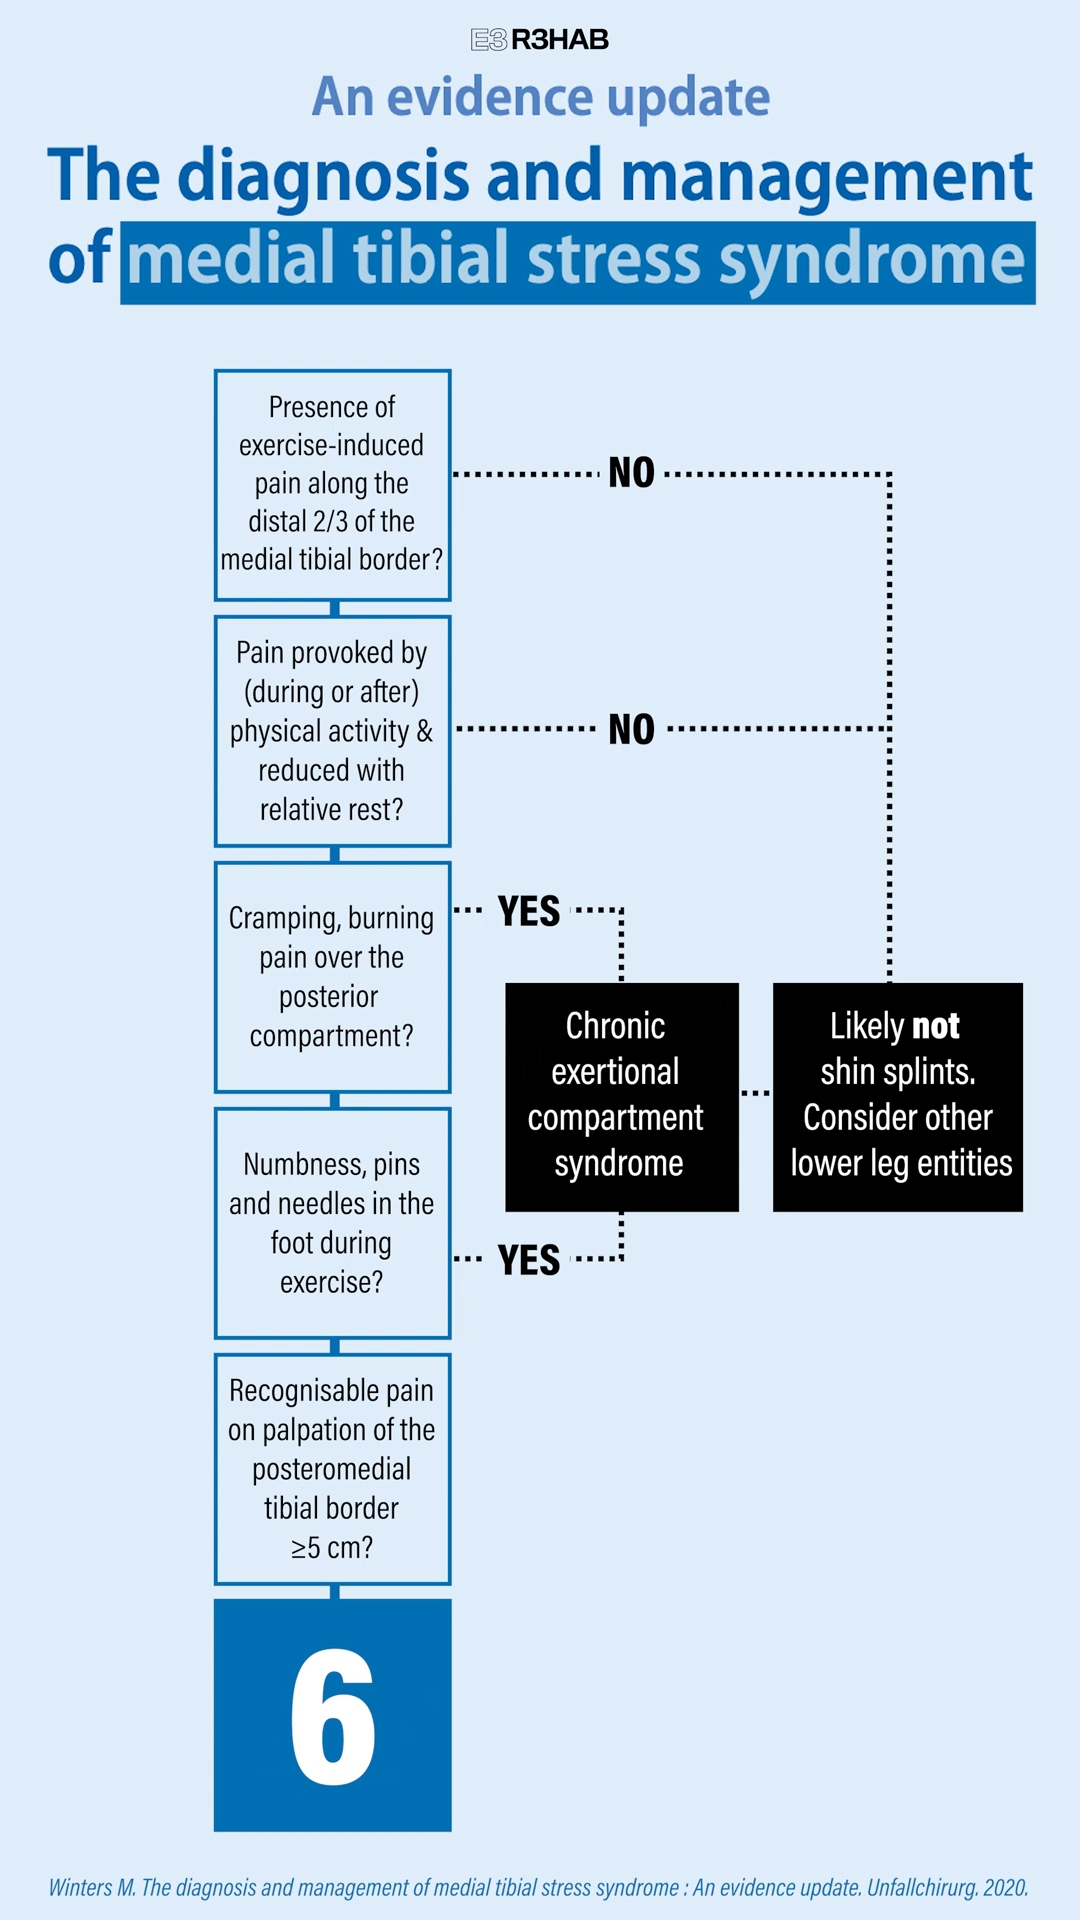 E3 R3HAB
An evidence update
The diagnosis and management
of medial tibial stress syndrome
Presence of
exercise-induced
pain along the
distal 2/3 of the
medial tibial border?
NO
Pain provoked by
(during or after)
physical activity &
reduced with
relative rest?
NO
Cramping, burning
pain over the
posterior
compartment?
YES
Chronic
exertional
compartment
syndrome
Likely not
shin splints.
Consider other
lower leg entities
Numbness, pins
and needles in the
foot during
exercise?
YES
Recognisable pain
on palpation of the
posteromedial
tibial border
≥5 cm?
6
Winters M. The diagnosis and management of medial tibial stress syndrome : An evidence update. Unfallchirurg. 2020.